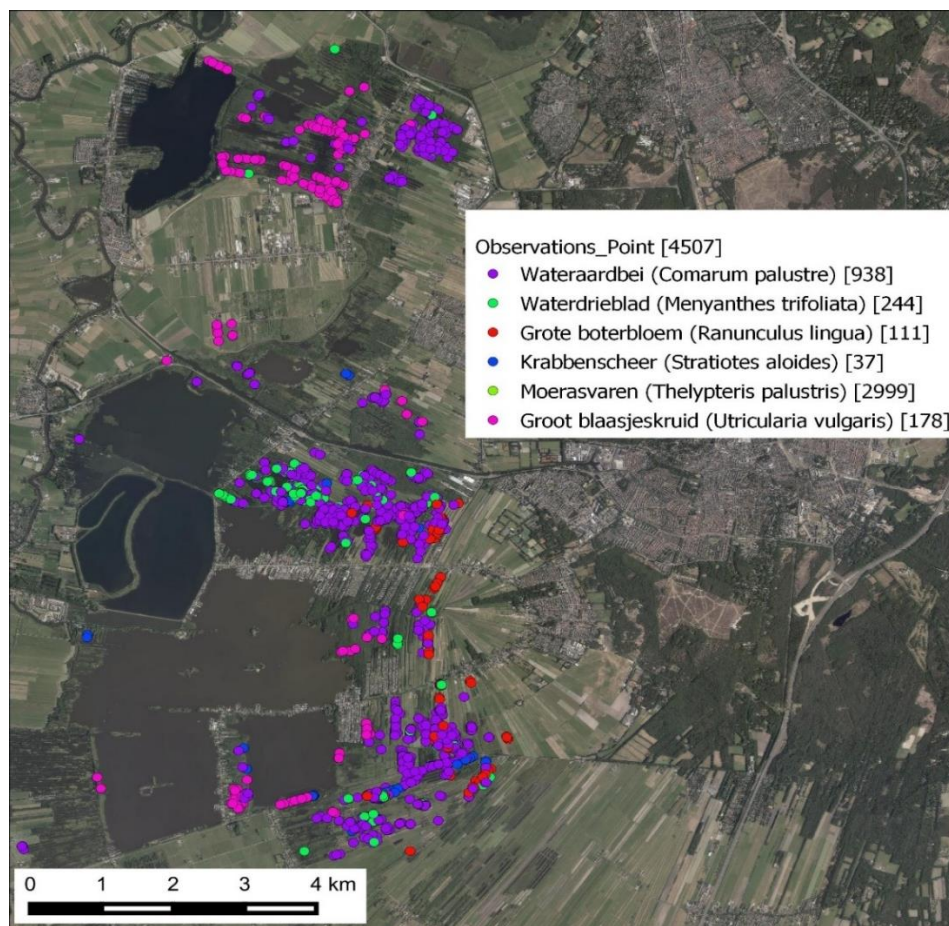 Observations_Point [4507]
Wateraardbei (Comarum palustre) [938]
Waterdrieblad (Menyanthes trifoliata) [244]
Grote boterbloem (Ranunculus lingua) [111]
Krabbenscheer (Stratiotes aloides) [37]
Moerasvaren (Thelypteris palustris) [2999]
Groot blaasjeskruid (Utricularia vulgaris) [178]
0 1 2 3 4 km